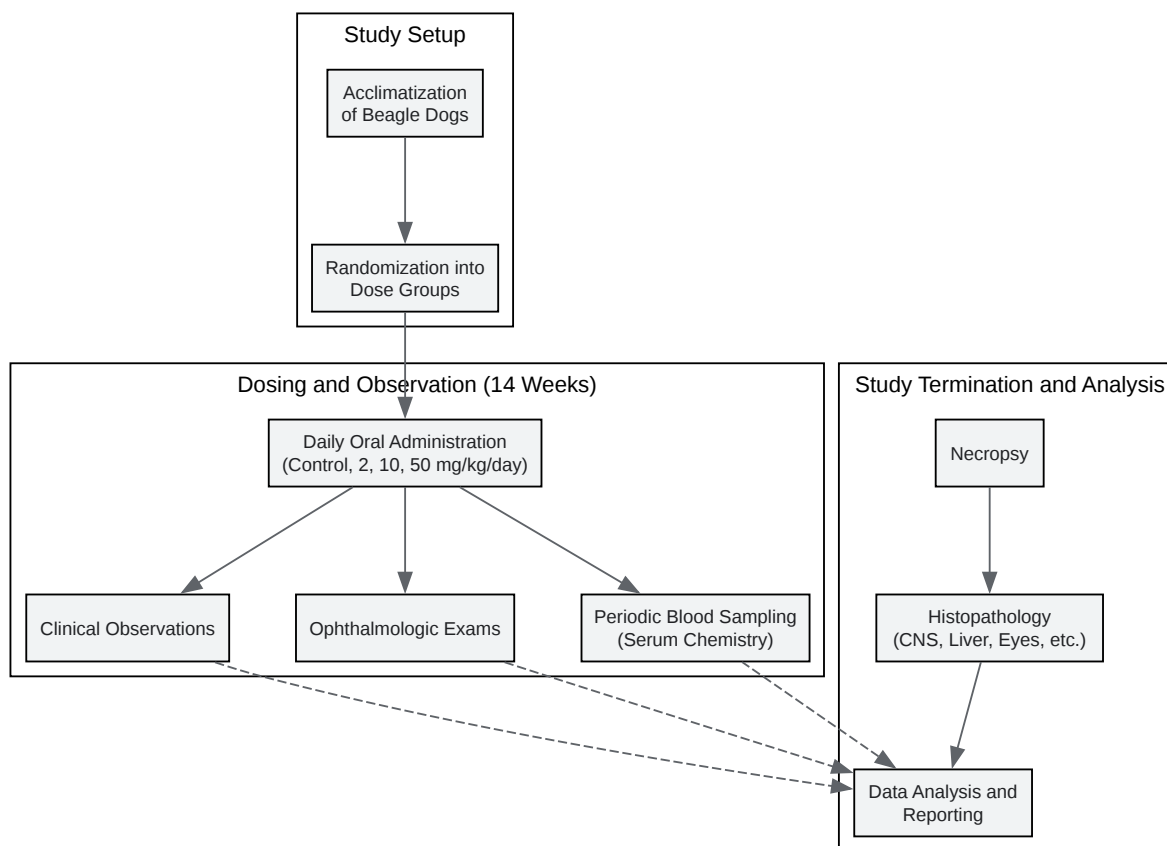 Study Setup
Acclimatization
of Beagle Dogs
Randomization into
Dose Groups
Dosing and Observation (14 Weeks)
Daily Oral Administration
(Control, 2, 10, 50 mg/kg/day)
Clinical Observations
Ophthalmologic Exams
Periodic Blood Sampling
(Serum Chemistry)
Study Termination and Analysis
Necropsy
Histopathology
(CNS, Liver, Eyes, etc.)
Data Analysis and
Reporting